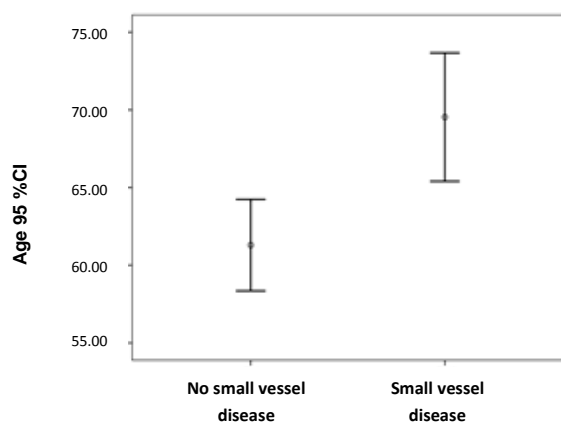 75.00
70.00
65.00
60.00
55.00
Age 95 %CI
No small vessel
disease
Small vessel
disease